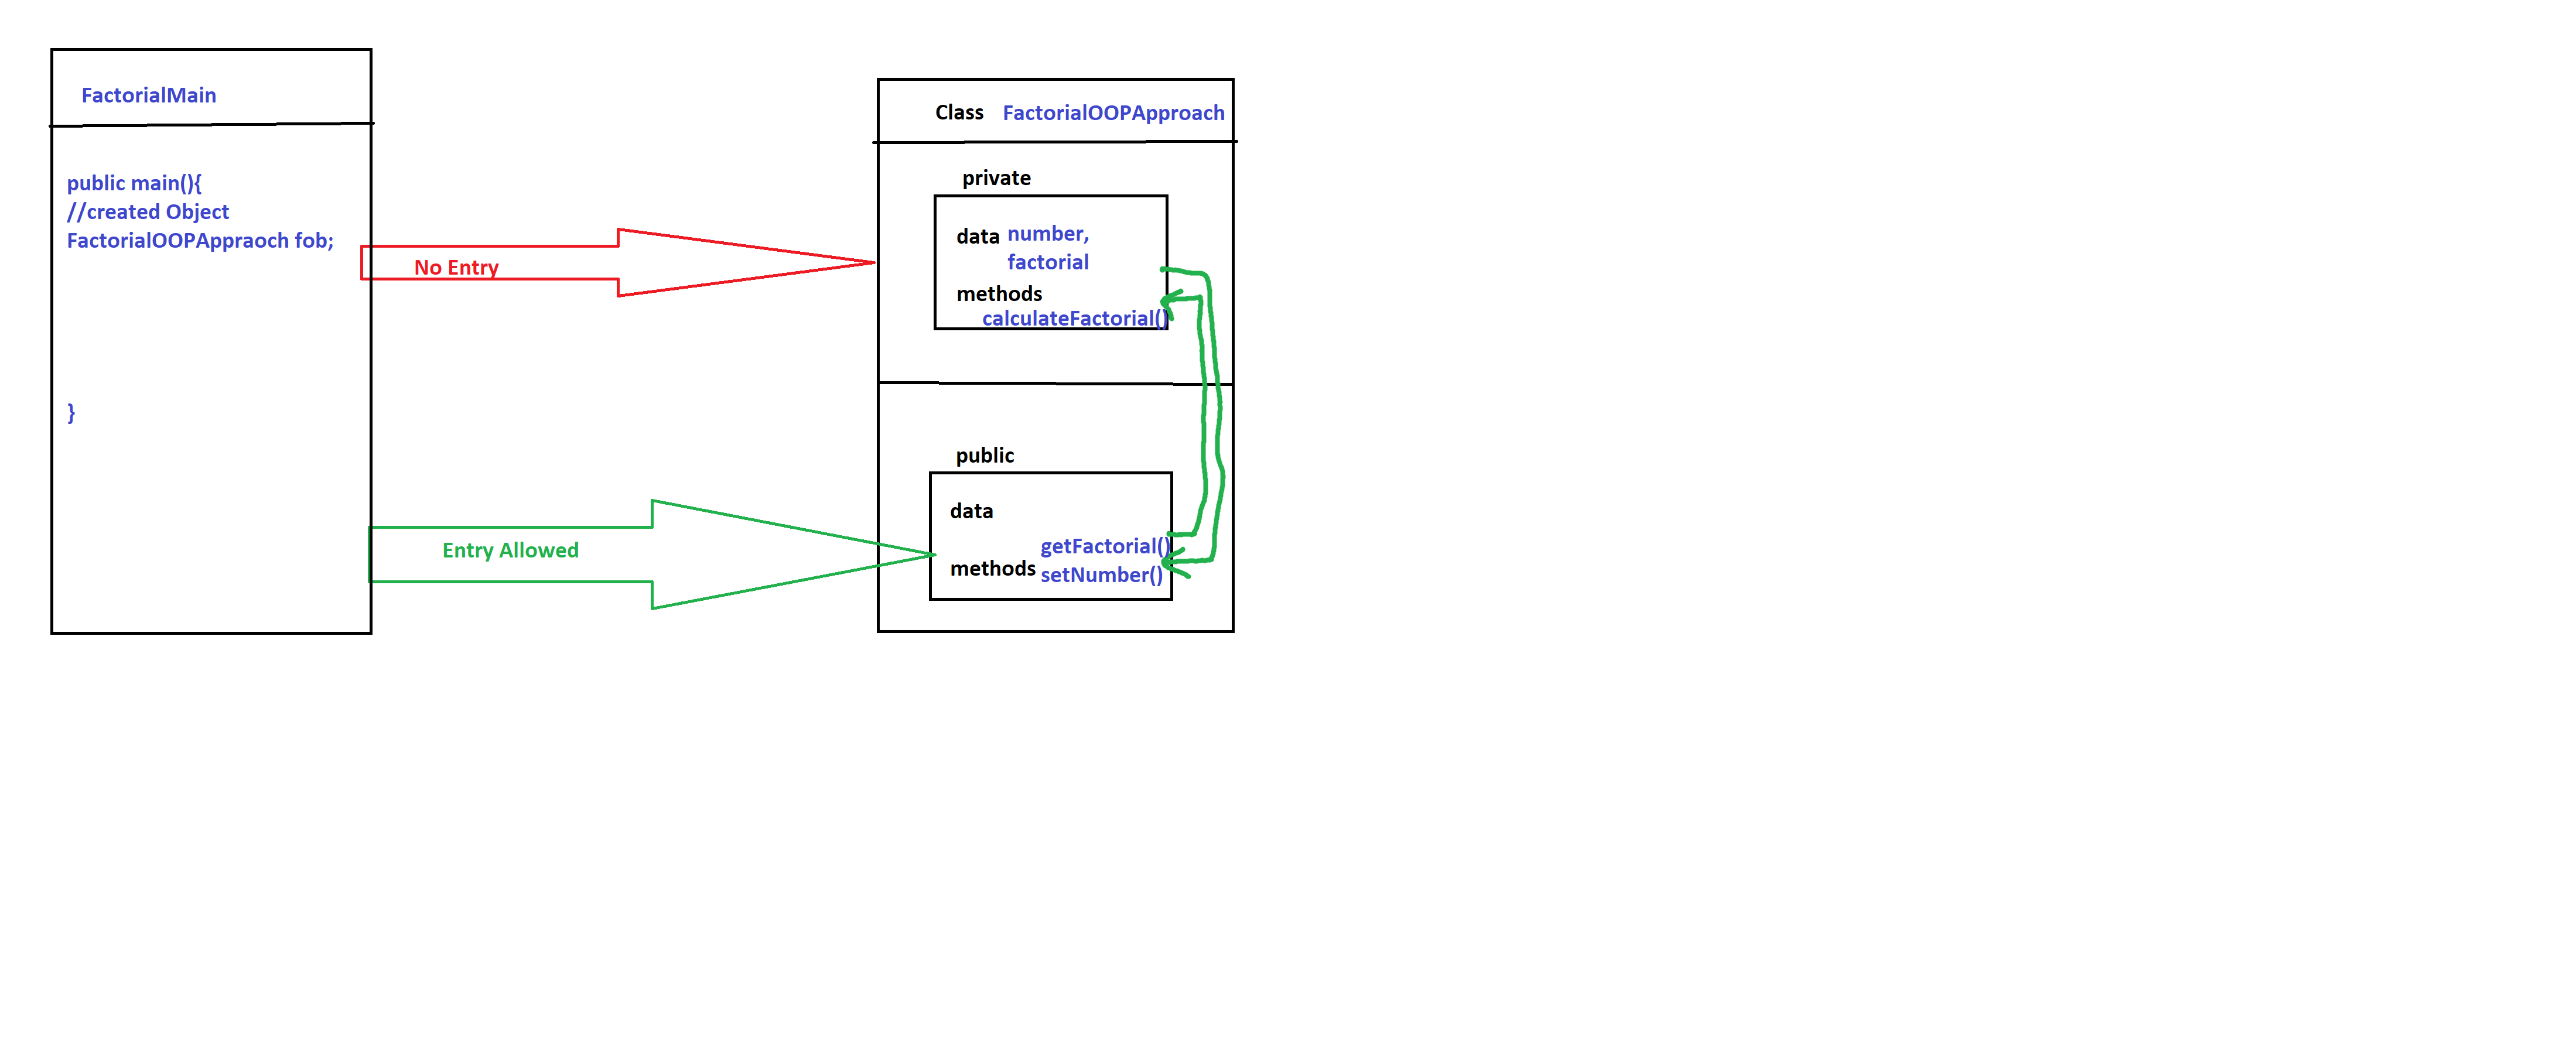 FactorialMain
public main(){
//created Object
FactorialOOPAppraoch fob;
}
No Entry
Entry Allowed
Class FactorialOOPApproach
private
data number,
factorial
methods
calculateFactorial()
public
data
getFactorial()
methods setNumber()